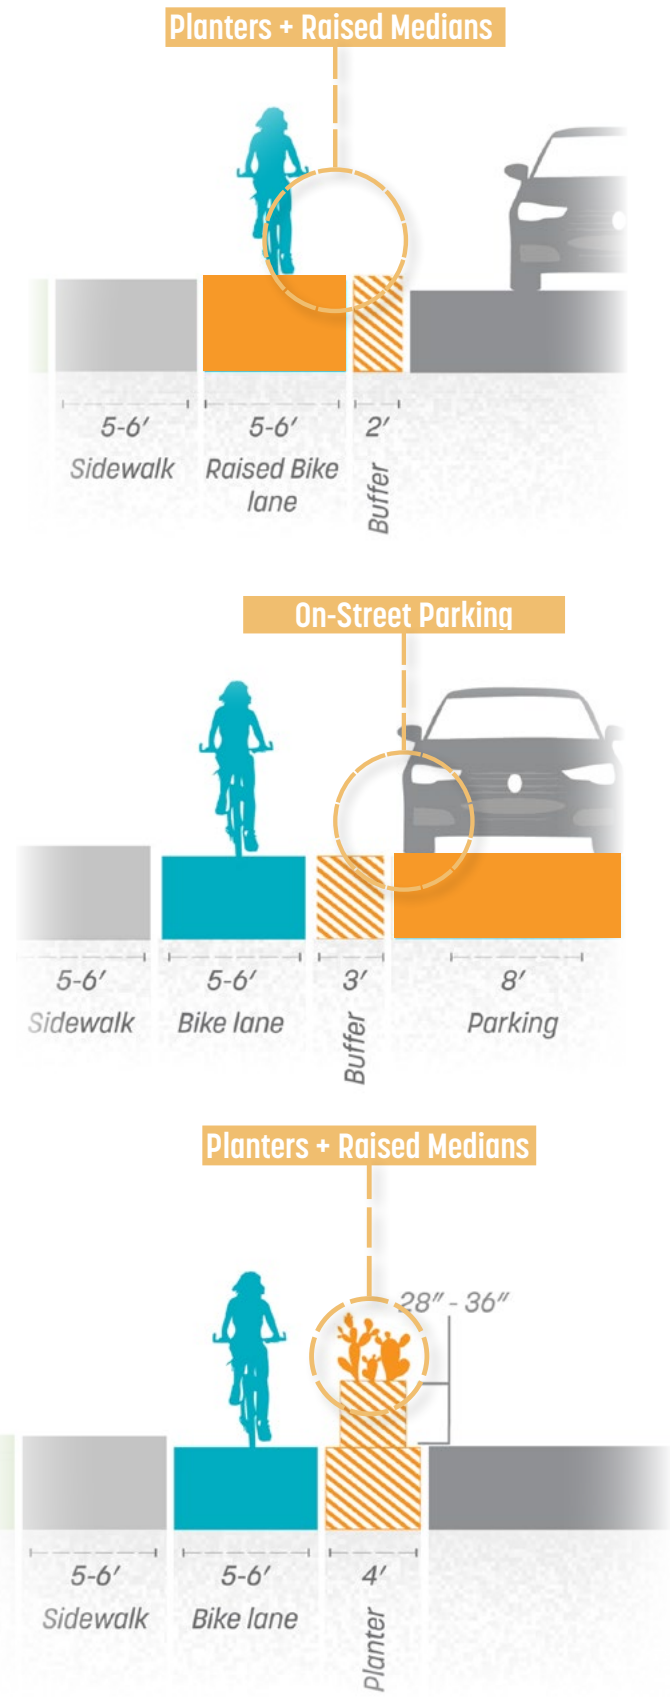 Planters + Raised Medians
5-6′ 5-6′ 2′
Sidewalk Raised Bike
lane
Buffer
On-Street Parking
5-6′ 5-6′ 3′ 8′
Sidewalk Bike lane Parking
Buffer
Planters + Raised Medians
28″ - 36″
5-6′ 5-6′ 4′
Sidewalk Bike lane
Planter